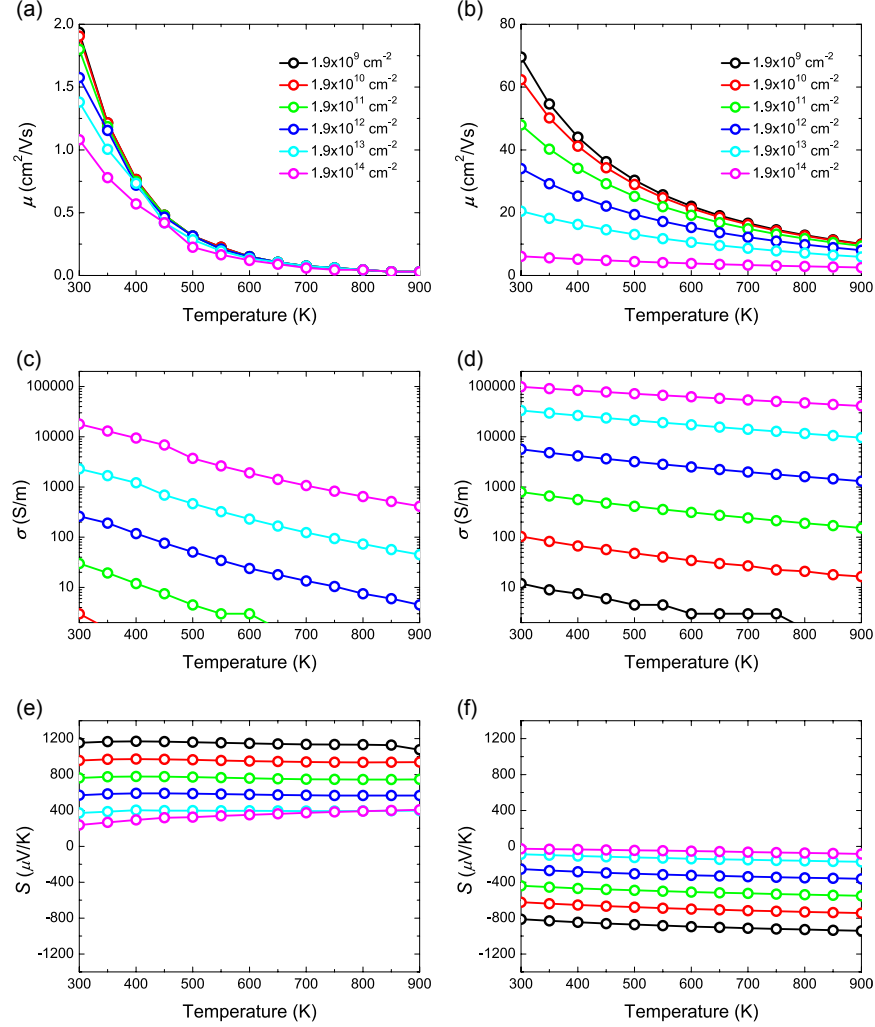 (a)
2.0
1.5
1.0
0.5
0.0
μ (cm²/Vs)
1.9x10⁹ cm⁻²
1.9x10¹⁰ cm⁻²
1.9x10¹¹ cm⁻²
1.9x10¹² cm⁻²
1.9x10¹³ cm⁻²
1.9x10¹⁴ cm⁻²
300 400 500 600 700 800 900
Temperature (K)
(b)
80
60
40
20
0
μ (cm²/Vs)
1.9x10⁹ cm⁻²
1.9x10¹⁰ cm⁻²
1.9x10¹¹ cm⁻²
1.9x10¹² cm⁻²
1.9x10¹³ cm⁻²
1.9x10¹⁴ cm⁻²
300 400 500 600 700 800 900
Temperature (K)
(c)
100000
10000
1000
100
10
σ (S/m)
300 400 500 600 700 800 900
Temperature (K)
(d)
100000
10000
1000
100
10
σ (S/m)
300 400 500 600 700 800 900
Temperature (K)
(e)
1200
800
400
0
-400
-800
-1200
S (μV/K)
300 400 500 600 700 800 900
Temperature (K)
(f)
1200
800
400
0
-400
-800
-1200
S (μV/K)
300 400 500 600 700 800 900
Temperature (K)